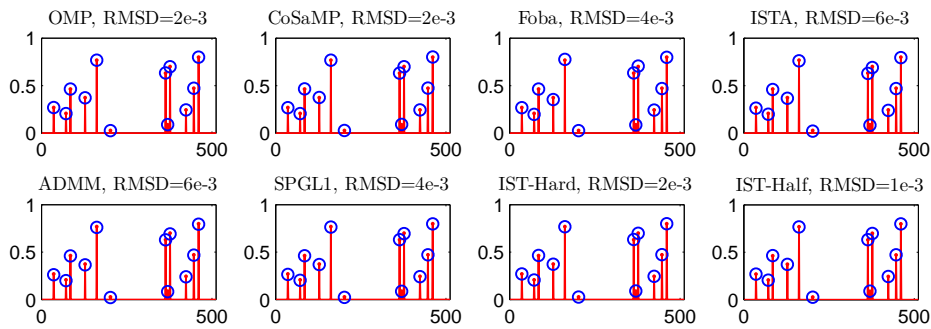 OMP, RMSD=2e-3
CoSaMP, RMSD=2e-3
Foba, RMSD=4e-3
ISTA, RMSD=6e-3
1 1 1 1
0.5 0.5 0.5 0.5
0 0 0 0
0 500 0 500 0 500 0 500
ADMM, RMSD=6e-3
SPGL1, RMSD=4e-3
IST-Hard, RMSD=2e-3
IST-Half, RMSD=1e-3
1 1 1 1
0.5 0.5 0.5 0.5
0 0 0 0
0 500 0 500 0 500 0 500